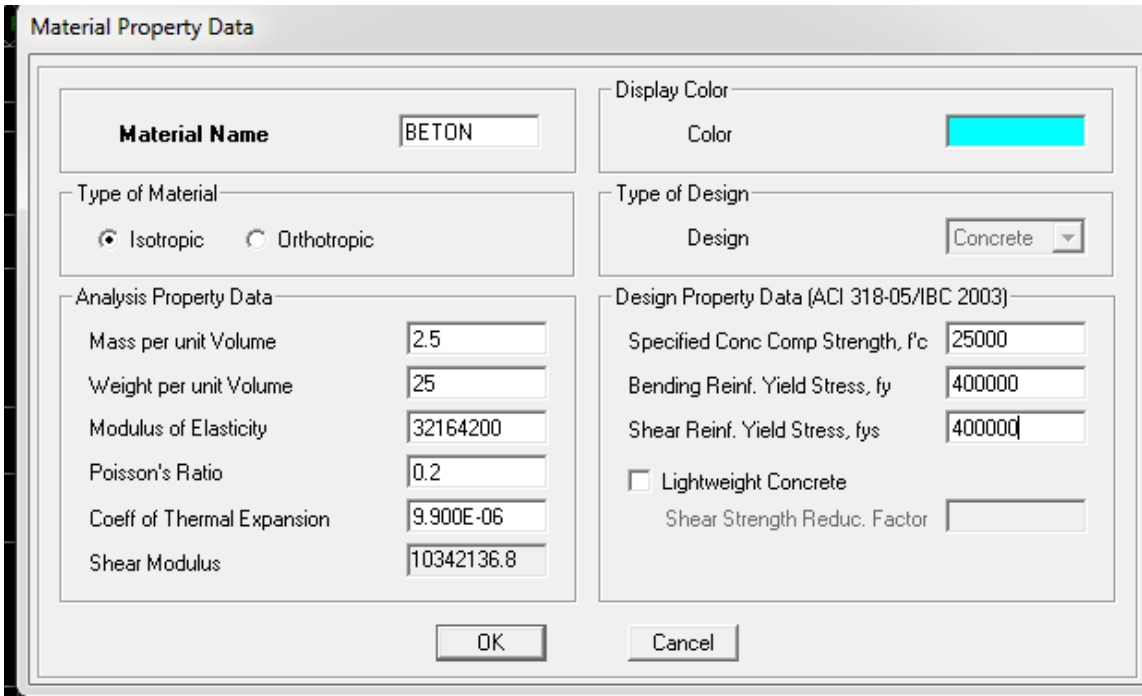 Material Property Data
Material Name BETON
Display Color
Color
Type of Material
Isotropic Orthotropic
Type of Design
Design Concrete
Analysis Property Data
Mass per unit Volume 2.5
Weight per unit Volume 25
Modulus of Elasticity 32164200
Poisson's Ratio 0.2
Coeff of Thermal Expansion 9.900E-06
Shear Modulus 10342136.8
Design Property Data (ACI 318-05/IBC 2003)
Specified Conc Comp Strength, f'c 25000
Bending Reinf. Yield Stress, fy 400000
Shear Reinf. Yield Stress, fys 400000
Lightweight Concrete
Shear Strength Reduc. Factor
OK Cancel